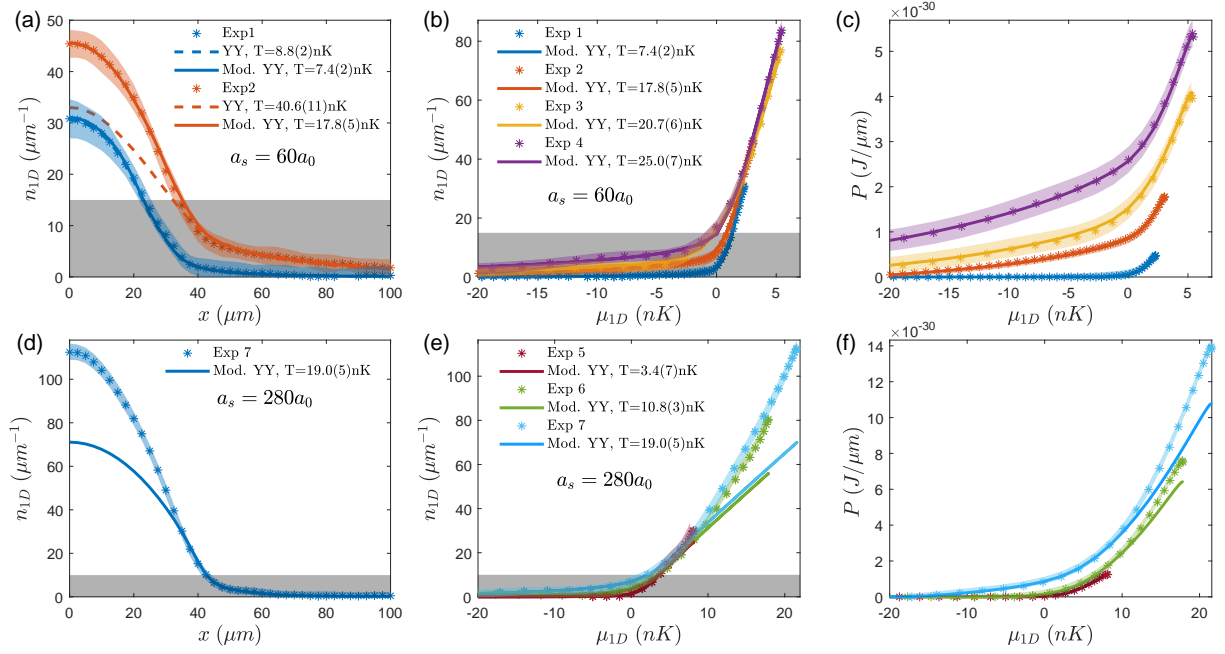 (a)
50
40
30
20
10
0
n1D (μm⁻¹)
Exp1
YY, T=8.8(2)nK
Mod. YY, T=7.4(2)nK
Exp2
YY, T=40.6(11)nK
Mod. YY, T=17.8(5)nK
as = 60a0
0 20 40 60 80 100
x (μm)
(b)
80
60
40
20
0
n1D (μm⁻¹)
Exp 1
Mod. YY, T=7.4(2)nK
Exp 2
Mod. YY, T=17.8(5)nK
Exp 3
Mod. YY, T=20.7(6)nK
Exp 4
Mod. YY, T=25.0(7)nK
as = 60a0
-20 -15 -10 -5 0 5
μ1D (nK)
(c)
×10⁻³⁰
5
4
3
2
1
0
P (J/μm)
-20 -15 -10 -5 0 5
μ1D (nK)
(d)
100
80
60
40
20
0
n1D (μm⁻¹)
Exp 7
Mod. YY, T=19.0(5)nK
as = 280a0
0 20 40 60 80 100
x (μm)
(e)
100
80
60
40
20
0
n1D (μm⁻¹)
Exp 5
Mod. YY, T=3.4(7)nK
Exp 6
Mod. YY, T=10.8(3)nK
Exp 7
Mod. YY, T=19.0(5)nK
as = 280a0
-20 -10 0 10 20
μ1D (nK)
(f)
×10⁻³⁰
14
12
10
8
6
4
2
0
P (J/μm)
-20 -10 0 10 20
μ1D (nK)